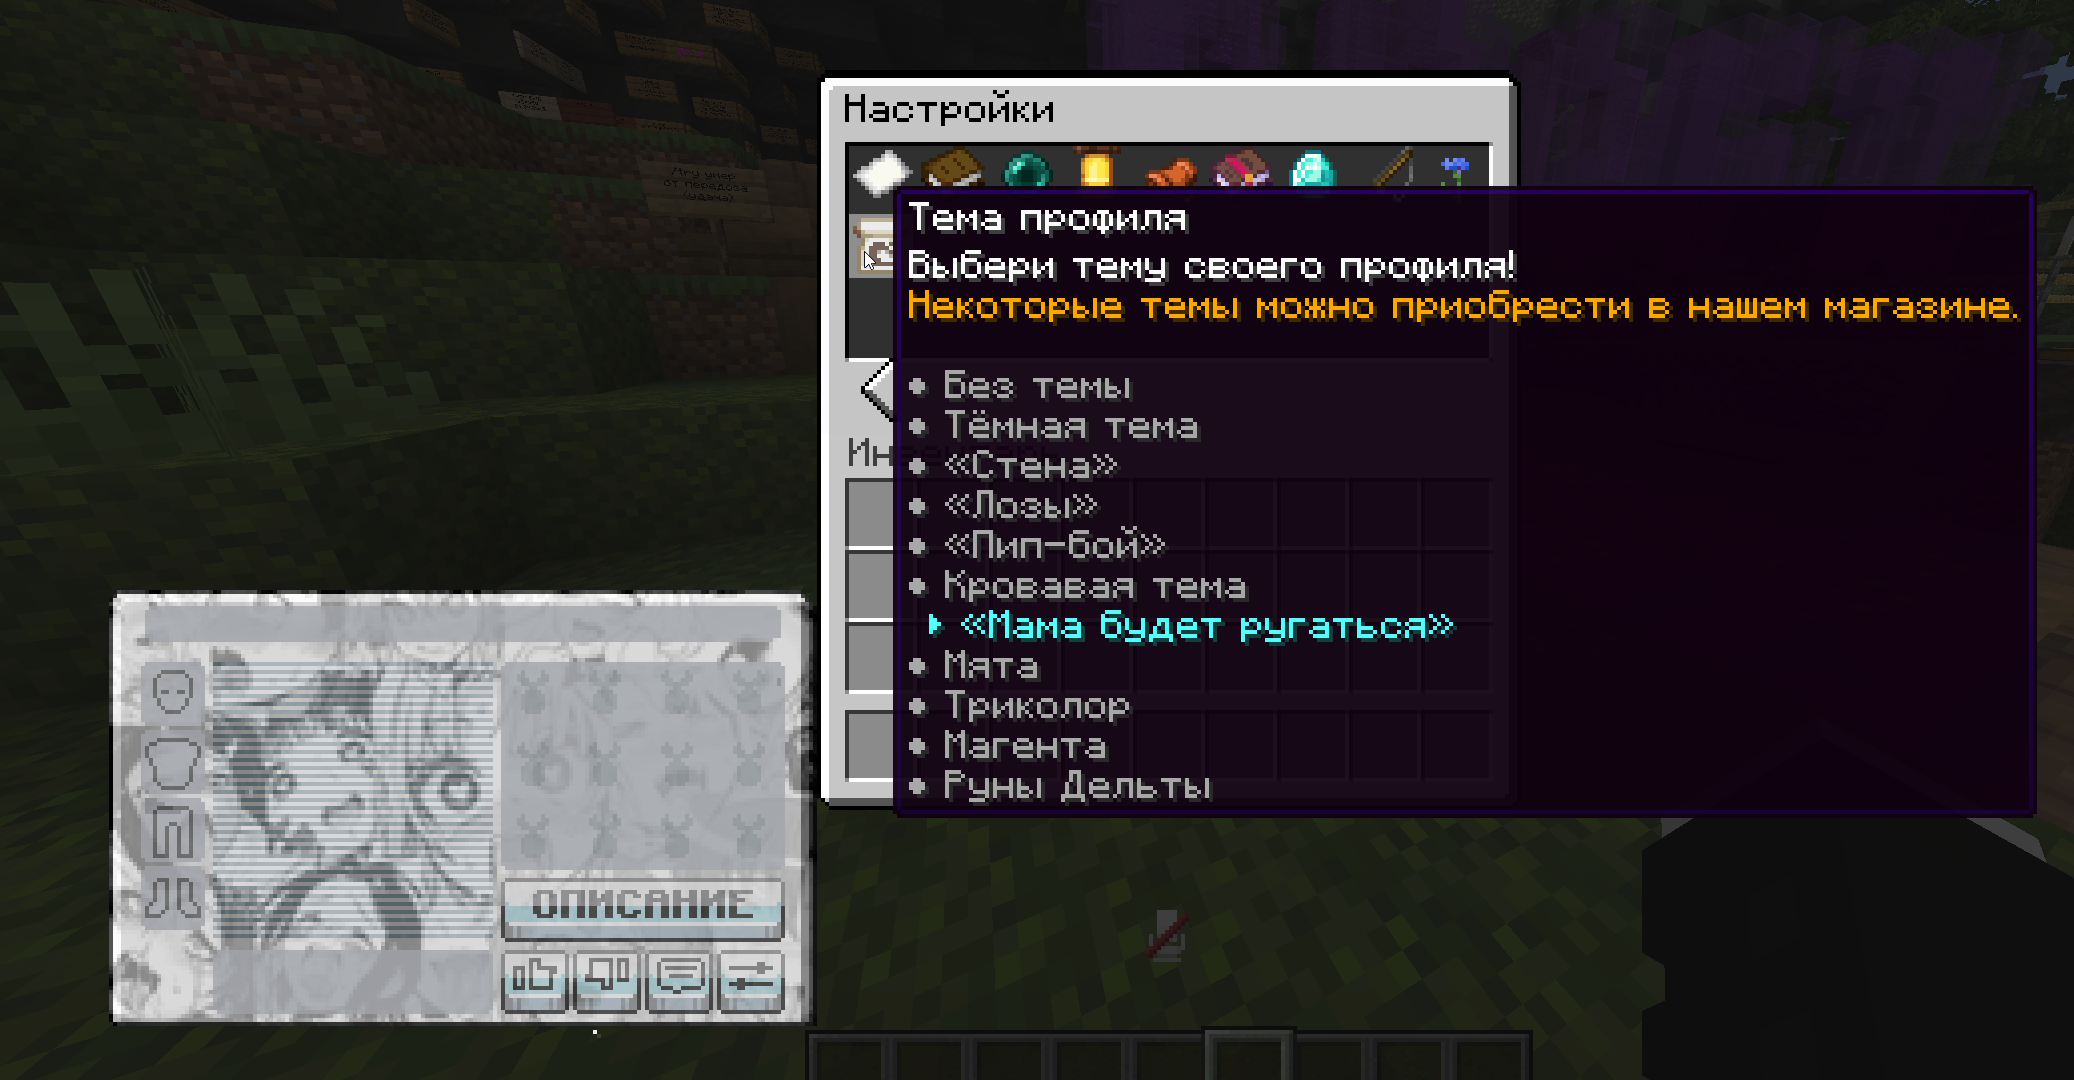 Настройки
Тема профиля
Выбери тему своего профиля!
Некоторые темы можно приобрести в нашем магазине.
• Без темы
• Тёмная тема
• «Стена»
• «Лозы»
• «Пип-бой»
• Кровавая тема
▶ «Мама будет ругаться»
• Мята
• Триколор
• Магента
• Руны Дельты
ОПИСАНИЕ